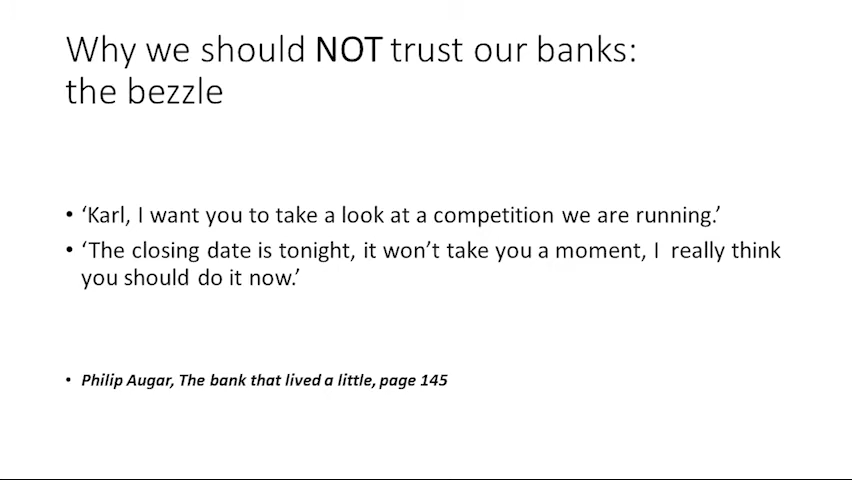 Why we should NOT trust our banks:
the bezzle
• ‘Karl, I want you to take a look at a competition we are running.’
• ‘The closing date is tonight, it won’t take you a moment, I really think
you should do it now.’
• Philip Augar, The bank that lived a little, page 145